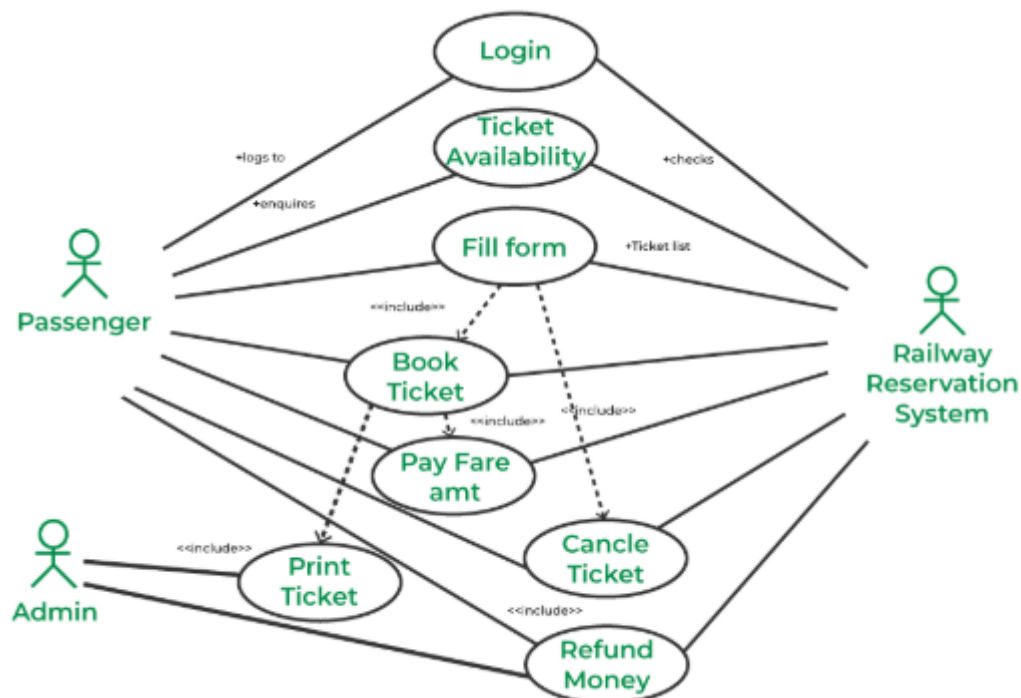 Login
Ticket
Availability
+logs to
+checks
+enquires
Fill form
+Ticket list
Passenger
<<include>>
Book
Ticket
Railway
Reservation
System
<<include>>
<<include>>
Pay Fare
amt
<<include>>
Print
Ticket
Cancle
Ticket
Admin
<<include>>
Refund
Money